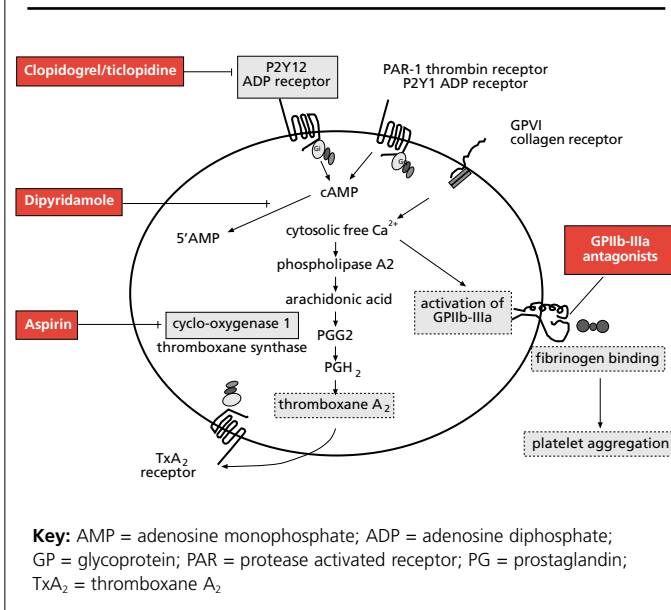 Clopidogrel/ticlopidine
P2Y12
ADP receptor
PAR-1 thrombin receptor
P2Y1 ADP receptor
GPVI
collagen receptor
Gi
Gq
cAMP
Dipyridamole
5'AMP
cytosolic free Ca²⁺
GPIIb-IIIa
antagonists
phospholipase A2
arachidonic acid
activation of
GPIIb-IIIa
Aspirin
cyclo-oxygenase 1
thromboxane synthase
PGG2
PGH₂
fibrinogen binding
thromboxane A₂
platelet aggregation
TxA₂
receptor
Key: AMP = adenosine monophosphate; ADP = adenosine diphosphate;
GP = glycoprotein; PAR = protease activated receptor; PG = prostaglandin;
TxA₂ = thromboxane A₂